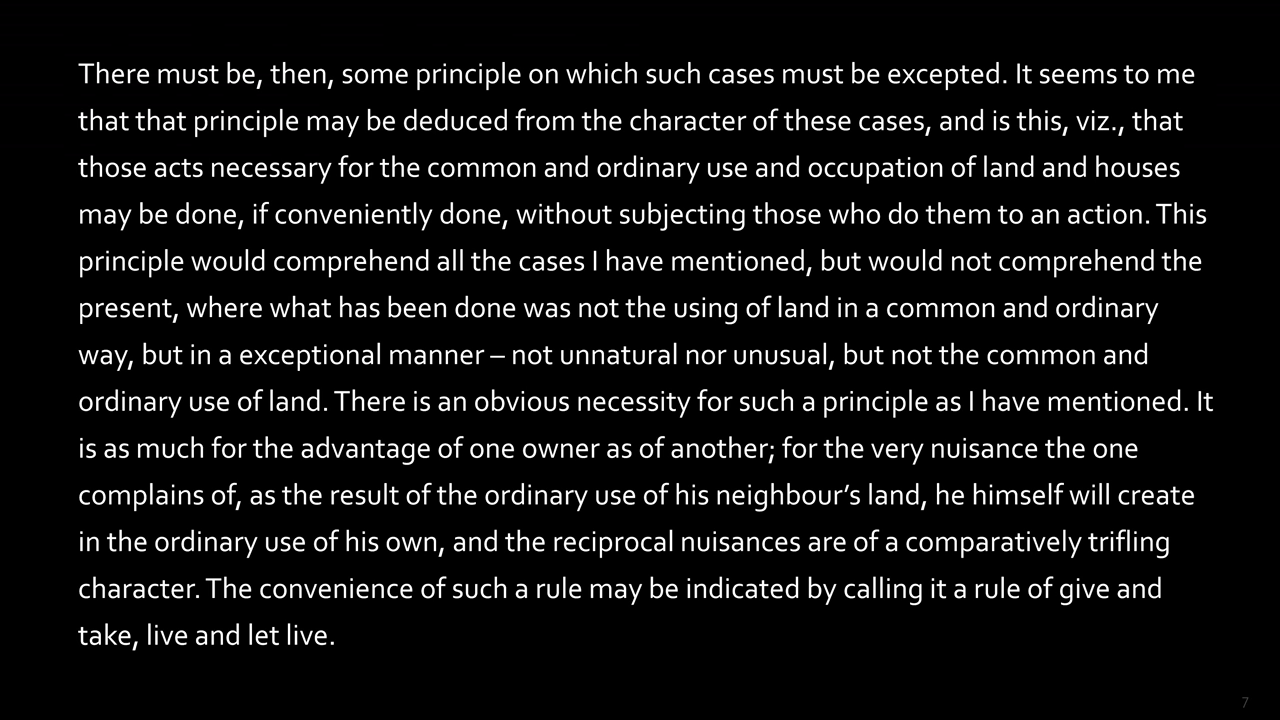 There must be, then, some principle on which such cases must be excepted. It seems to me
that that principle may be deduced from the character of these cases, and is this, viz., that
those acts necessary for the common and ordinary use and occupation of land and houses
may be done, if conveniently done, without subjecting those who do them to an action. This
principle would comprehend all the cases I have mentioned, but would not comprehend the
present, where what has been done was not the using of land in a common and ordinary
way, but in a exceptional manner – not unnatural nor unusual, but not the common and
ordinary use of land. There is an obvious necessity for such a principle as I have mentioned. It
is as much for the advantage of one owner as of another; for the very nuisance the one
complains of, as the result of the ordinary use of his neighbour’s land, he himself will create
in the ordinary use of his own, and the reciprocal nuisances are of a comparatively trifling
character. The convenience of such a rule may be indicated by calling it a rule of give and
take, live and let live.
7